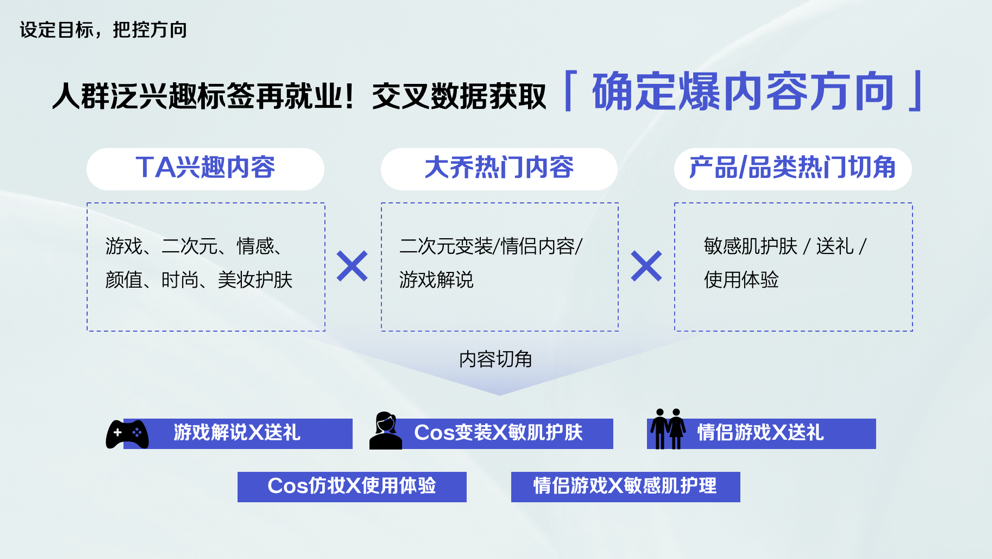 设定目标，把控方向
人群泛兴趣标签再就业！交叉数据获取「确定爆内容方向」
TA兴趣内容
大乔热门内容
产品/品类热门切角
游戏、二次元、情感、
颜值、时尚、美妆护肤
二次元变装/情侣内容/
游戏解说
敏感肌护肤 / 送礼 /
使用体验
内容切角
游戏解说X送礼
Cos变装X敏肌护肤
情侣游戏X送礼
Cos仿妆X使用体验
情侣游戏X敏感肌护理